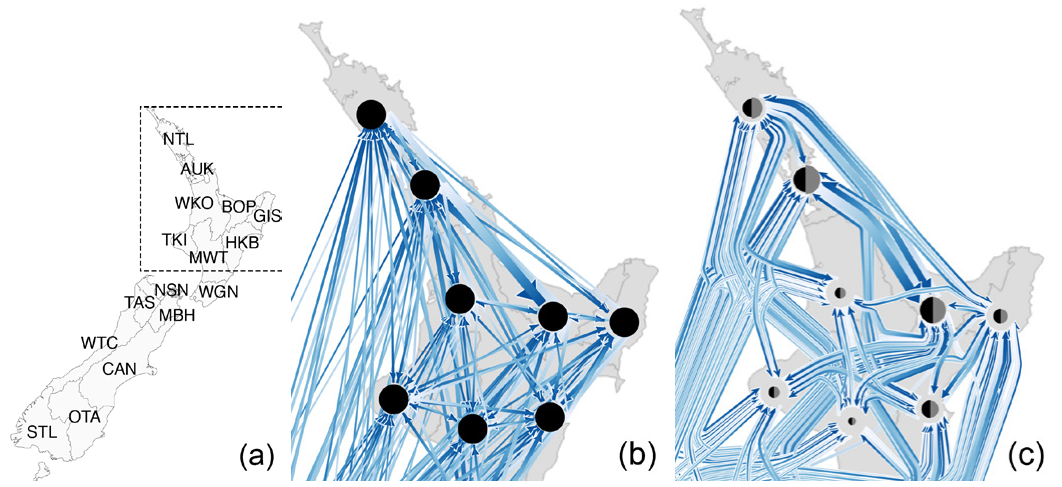 NTL
AUK
WKO
BOP
GIS
TKI
HKB
MWT
NSN
WGN
TAS
MBH
WTC
CAN
OTA
STL
(a)
(b)
(c)